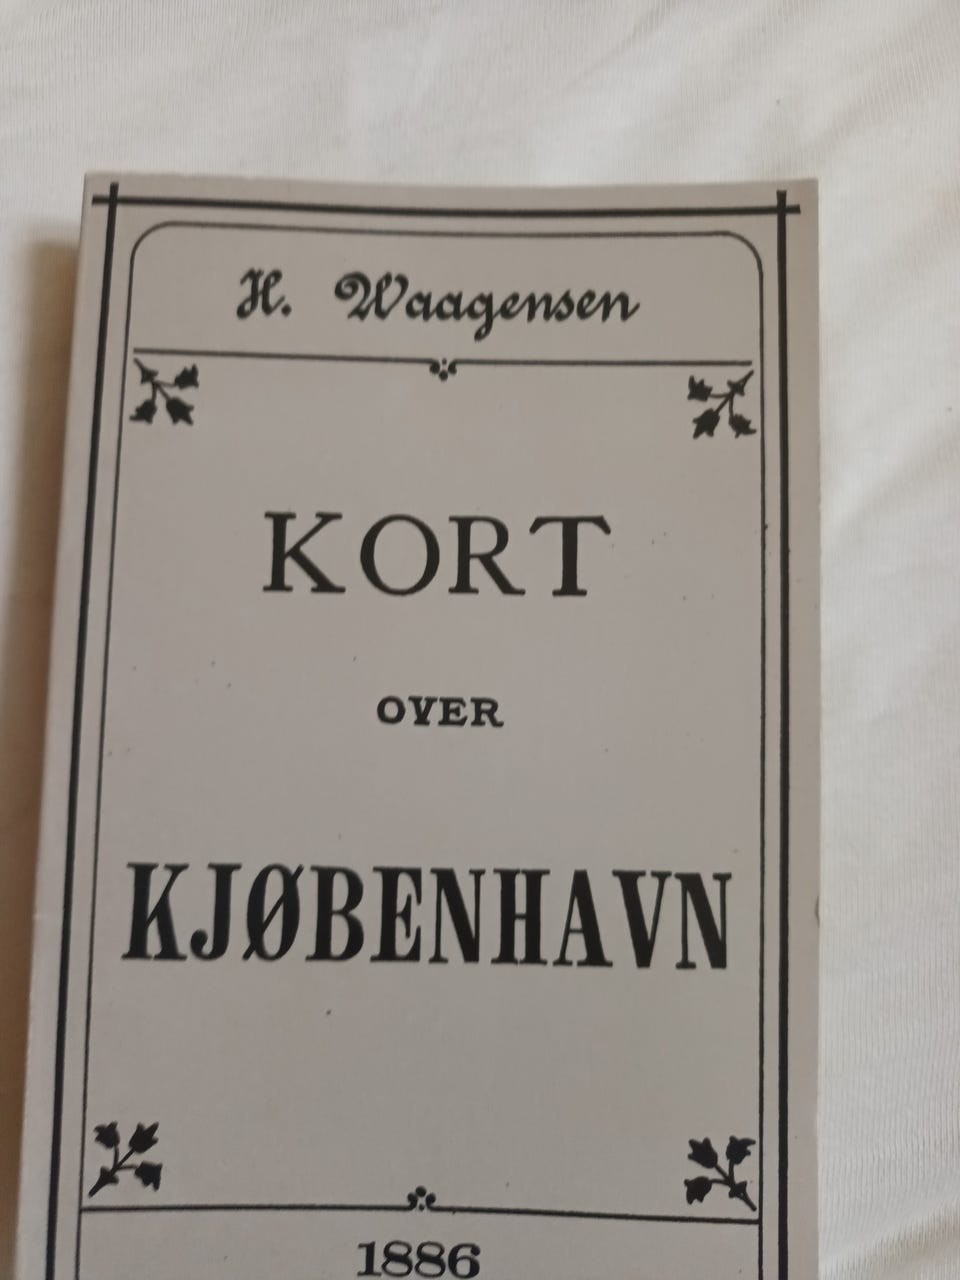 H. Waagensen
KORT
OVER
KJØBENHAVN
1886